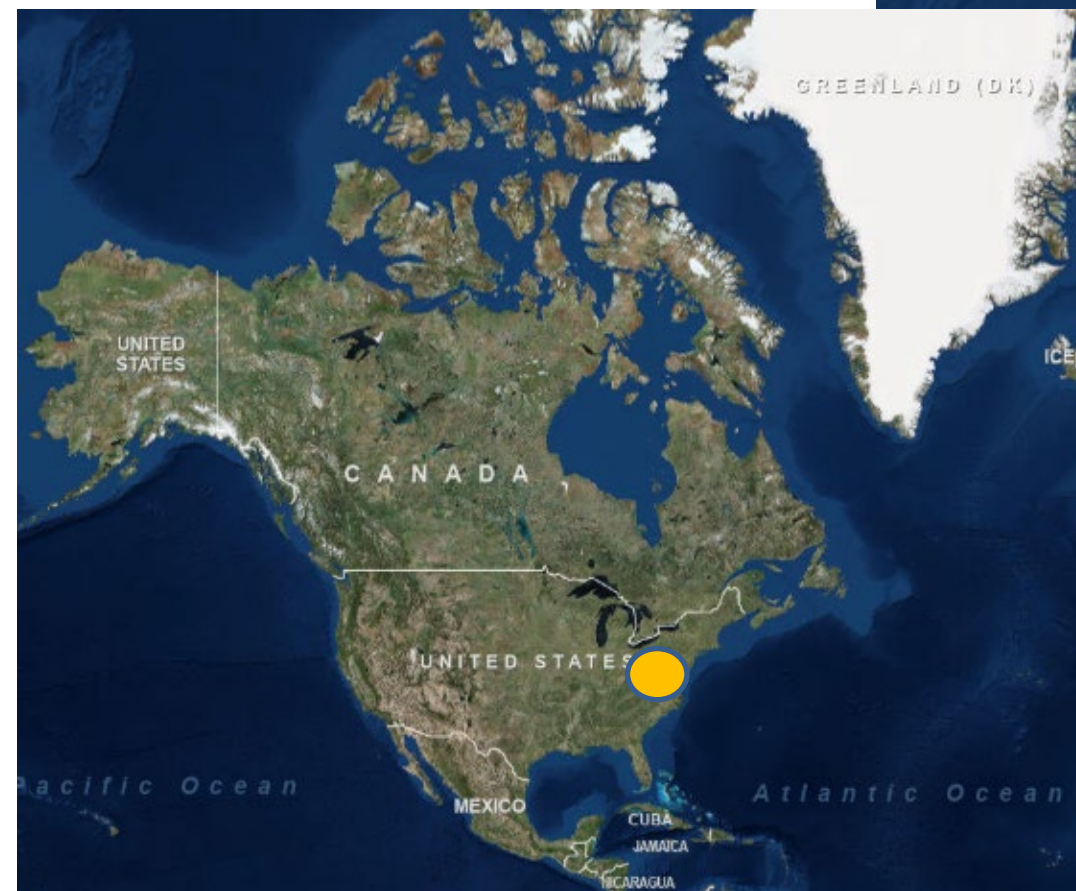 GREENLAND (DK)
UNITED
STATES
ICE
CANADA
UNITED STATES
Pacific Ocean
Atlantic Ocean
MEXICO
CUBA
JAMAICA
NICARAGUA